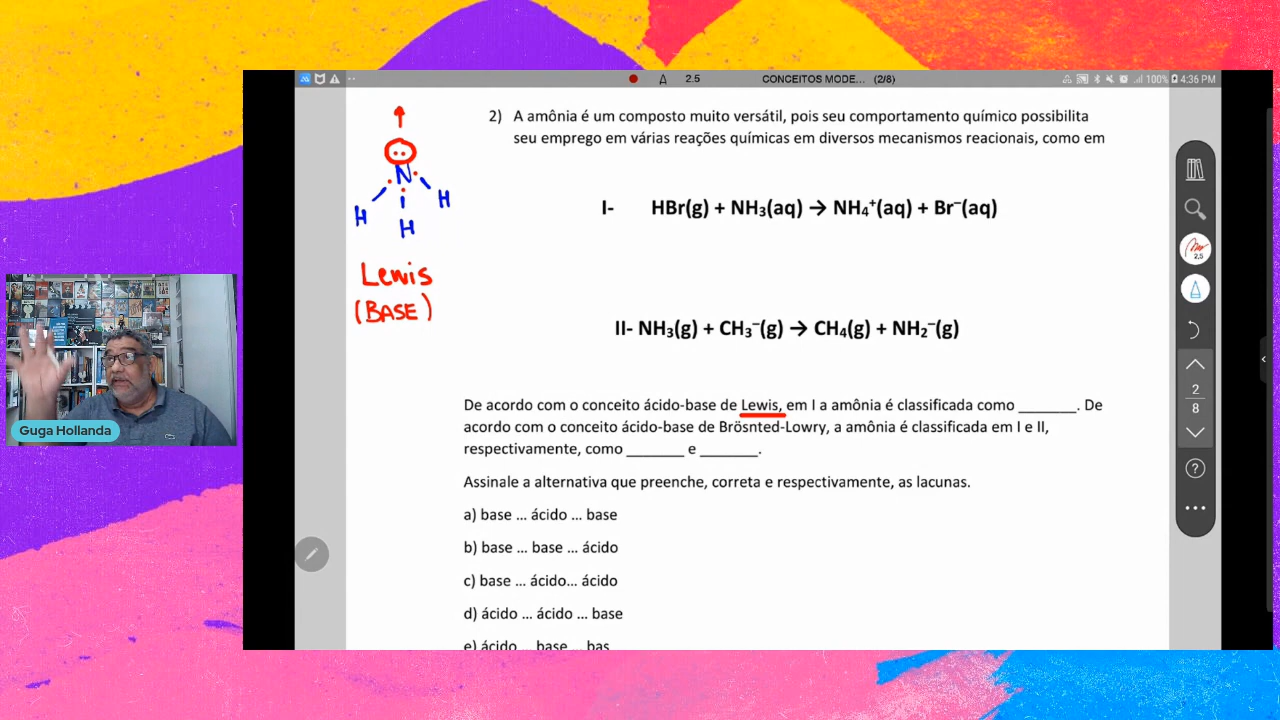 2.5
CONCEITOS MODE... (2/8)
100% 4:36 PM
2) A amônia é um composto muito versátil, pois seu comportamento químico possibilita
seu emprego em várias reações químicas em diversos mecanismos reacionais, como em
N
H
H
H
Lewis
(BASE)
I- HBr(g) + NH₃(aq) → NH₄⁺(aq) + Br⁻(aq)
II- NH₃(g) + CH₃⁻(g) → CH₄(g) + NH₂⁻(g)
De acordo com o conceito ácido-base de Lewis, em I a amônia é classificada como _______. De
acordo com o conceito ácido-base de Brösnted-Lowry, a amônia é classificada em I e II,
respectivamente, como _______ e _______.
Assinale a alternativa que preenche, correta e respectivamente, as lacunas.
a) base ... ácido ... base
b) base ... base ... ácido
c) base ... ácido... ácido
d) ácido ... ácido ... base
e) ácido ... base ... bas
Guga Hollanda
2,5
2
8
?